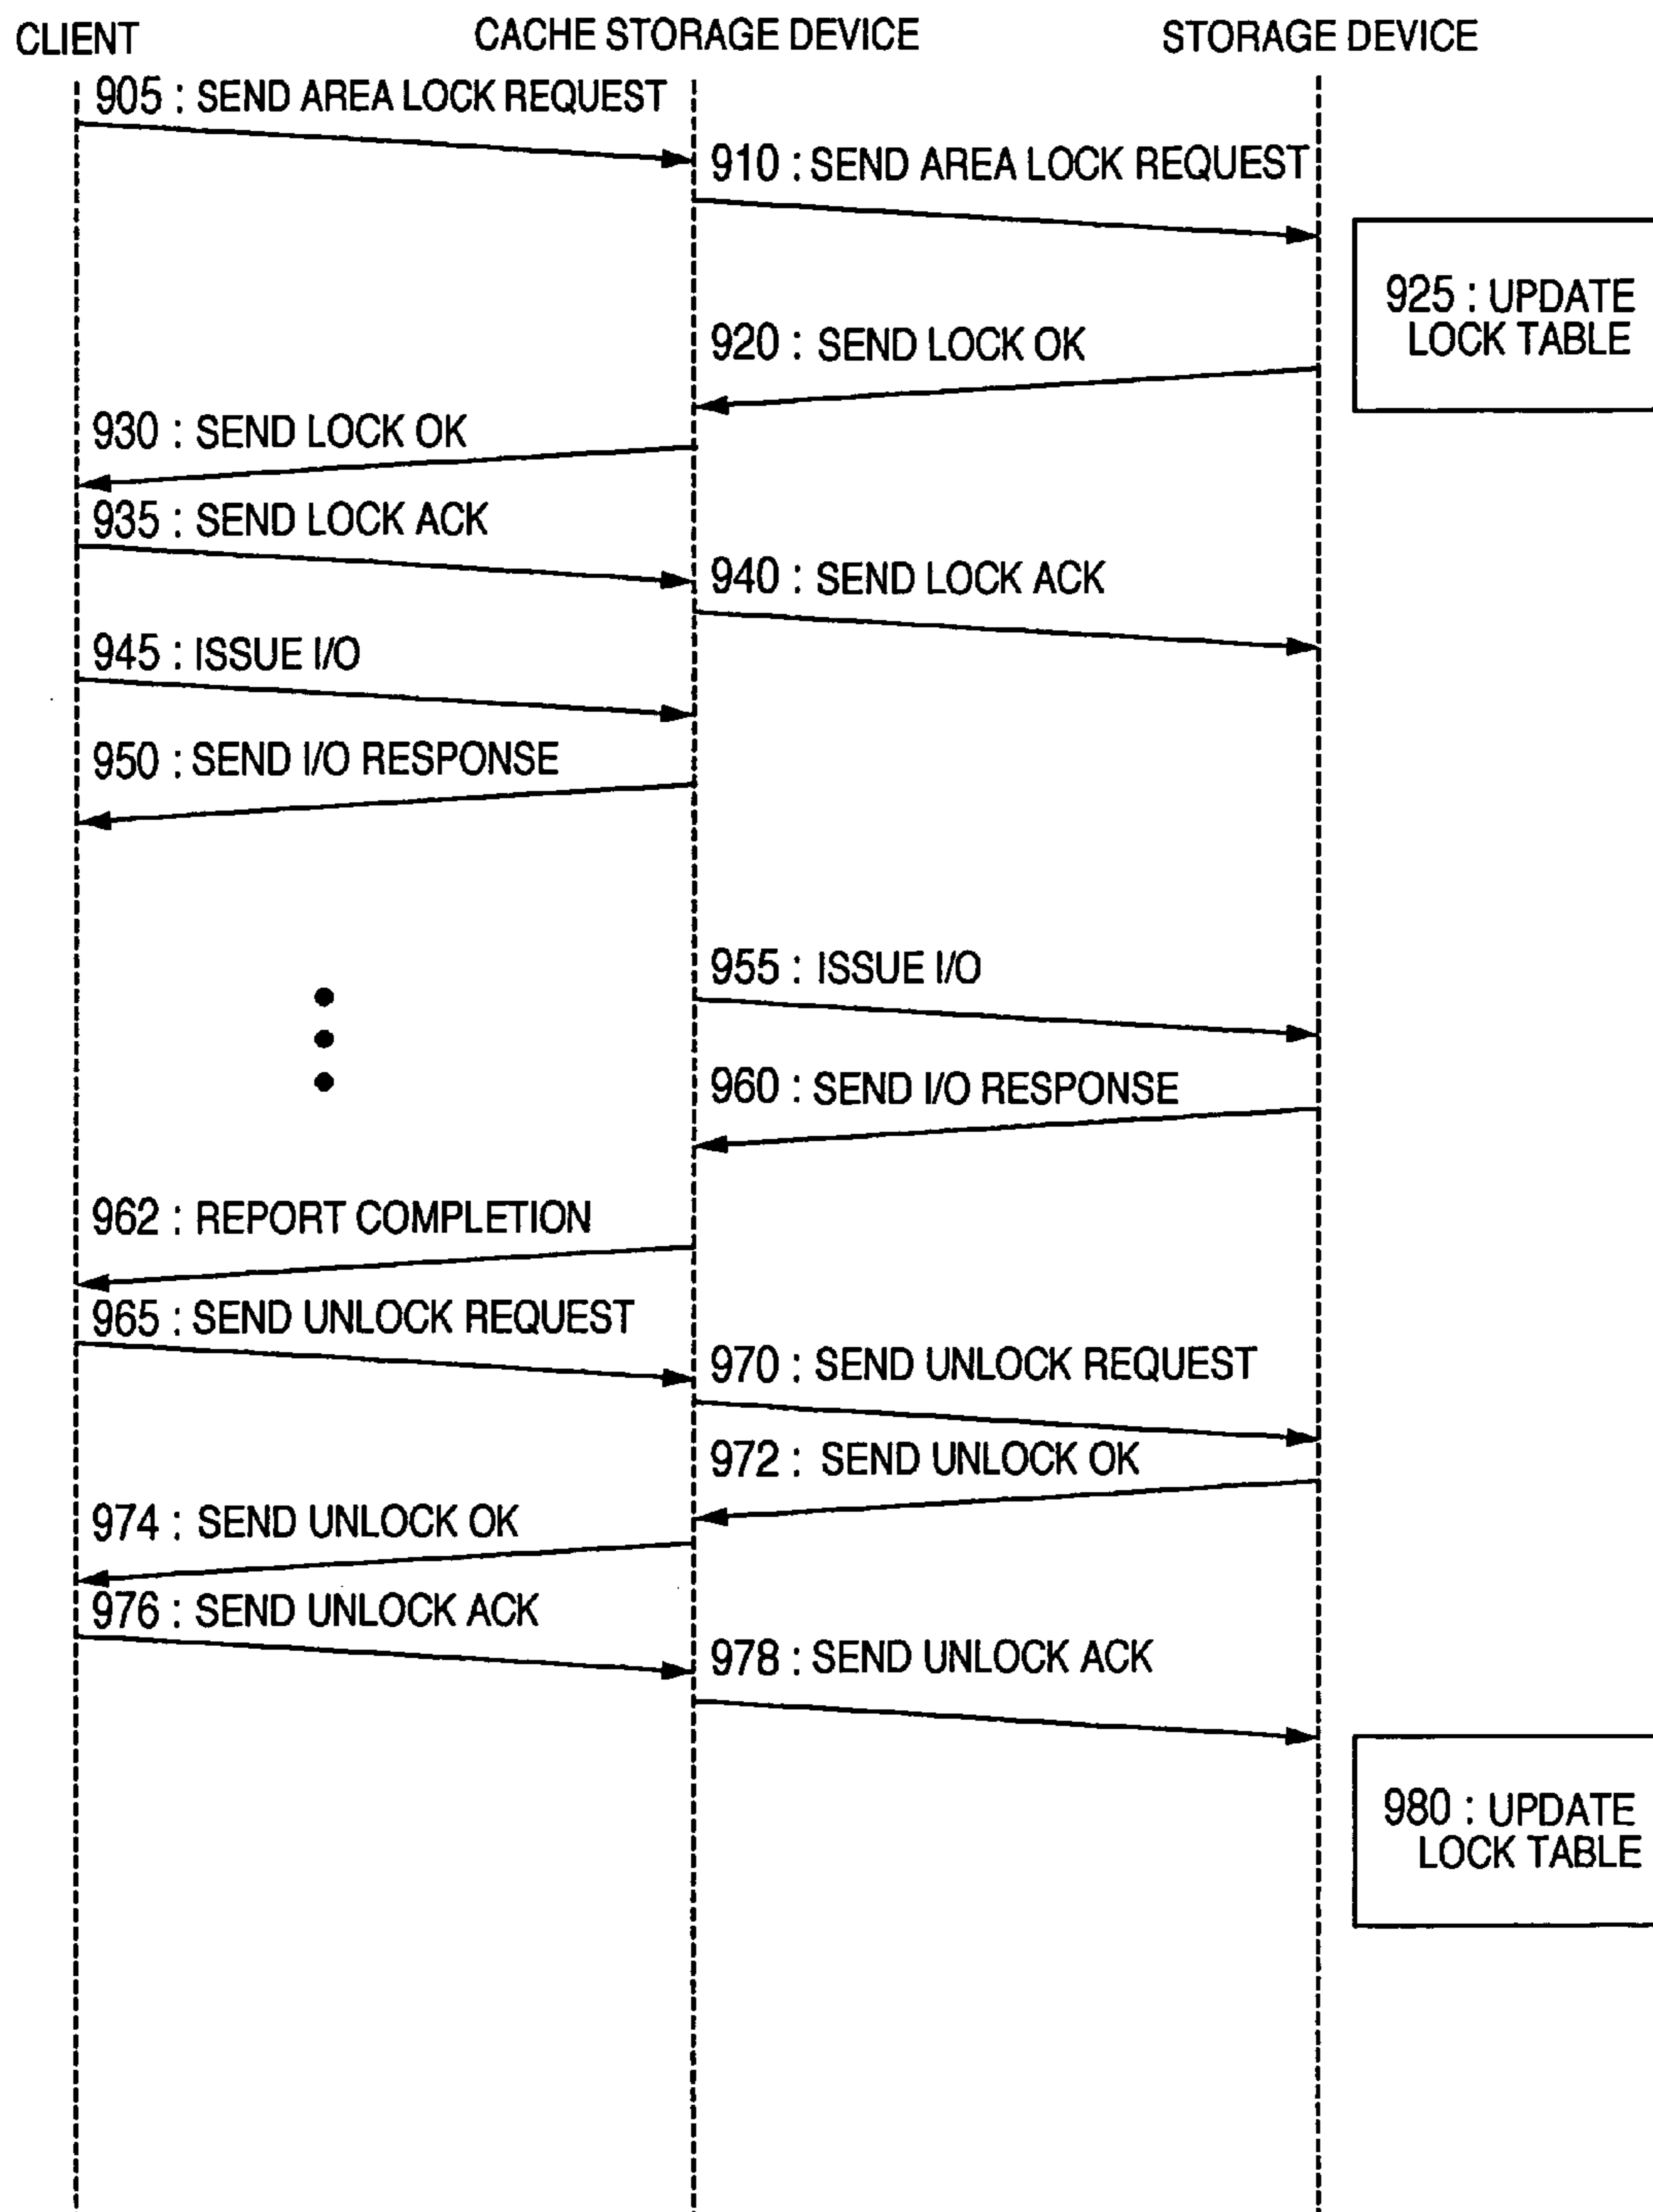 CLIENT
CACHE STORAGE DEVICE
STORAGE DEVICE
905 : SEND AREA LOCK REQUEST
910 : SEND AREA LOCK REQUEST
925 : UPDATE
LOCK TABLE
920 : SEND LOCK OK
930 : SEND LOCK OK
935 : SEND LOCK ACK
940 : SEND LOCK ACK
945 : ISSUE I/O
950 : SEND I/O RESPONSE
955 : ISSUE I/O
960 : SEND I/O RESPONSE
962 : REPORT COMPLETION
965 : SEND UNLOCK REQUEST
970 : SEND UNLOCK REQUEST
972 : SEND UNLOCK OK
974 : SEND UNLOCK OK
976 : SEND UNLOCK ACK
978 : SEND UNLOCK ACK
980 : UPDATE
LOCK TABLE